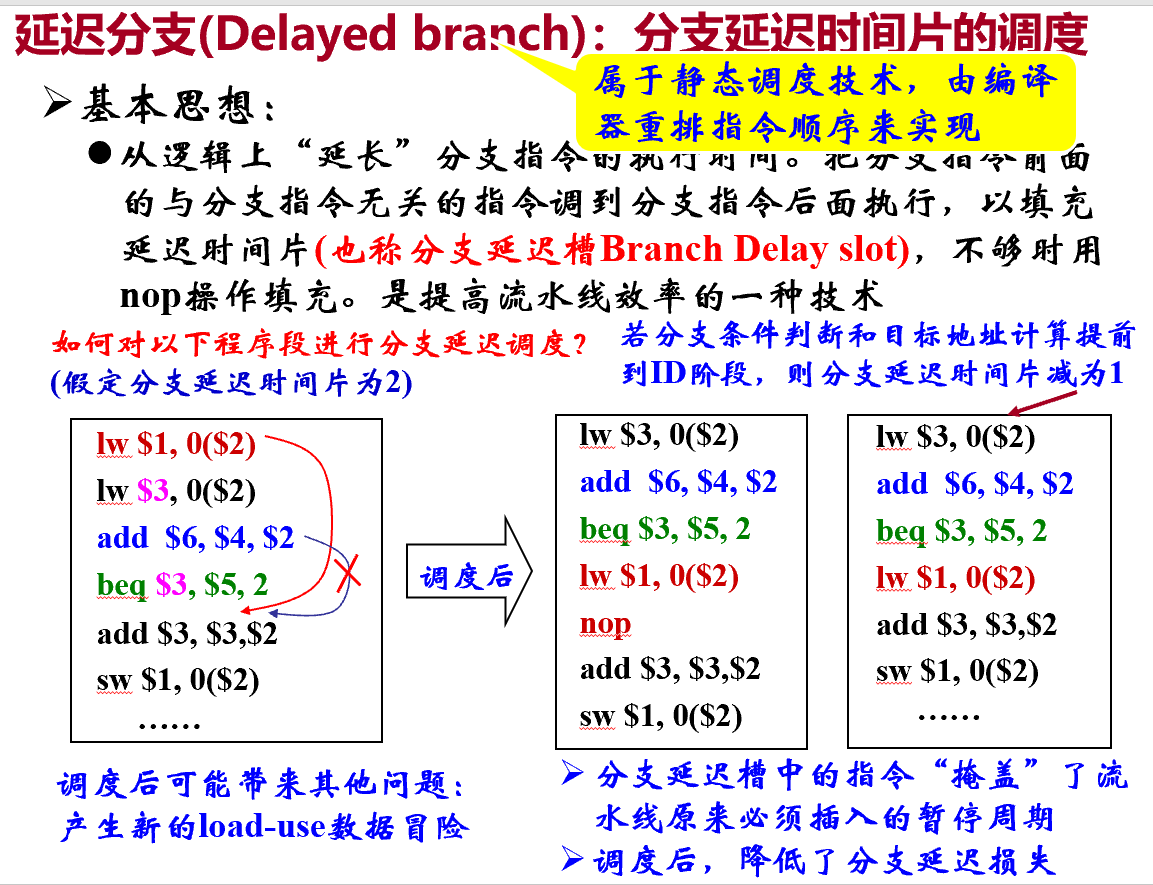 延迟分支(Delayed branch)：分支延迟时间片的调度
属于静态调度技术，由编译
器重排指令顺序来实现
➢基本思想：
●从逻辑上“延长”分支指令的执行时间。把分支指令前面
的与分支指令无关的指令调到分支指令后面执行，以填充
延迟时间片(也称分支延迟槽Branch Delay slot)，不够时用
nop操作填充。是提高流水线效率的一种技术
如何对以下程序段进行分支延迟调度？
(假定分支延迟时间片为2)
若分支条件判断和目标地址计算提前
到ID阶段，则分支延迟时间片减为1
lw $1, 0($2)
lw $3, 0($2)
add $6, $4, $2
beq $3, $5, 2
add $3, $3,$2
sw $1, 0($2)
……
调度后
lw $3, 0($2)
add $6, $4, $2
beq $3, $5, 2
lw $1, 0($2)
nop
add $3, $3,$2
sw $1, 0($2)
lw $3, 0($2)
add $6, $4, $2
beq $3, $5, 2
lw $1, 0($2)
add $3, $3,$2
sw $1, 0($2)
……
调度后可能带来其他问题：
产生新的load-use数据冒险
➢分支延迟槽中的指令“掩盖”了流
水线原来必须插入的暂停周期
➢调度后，降低了分支延迟损失